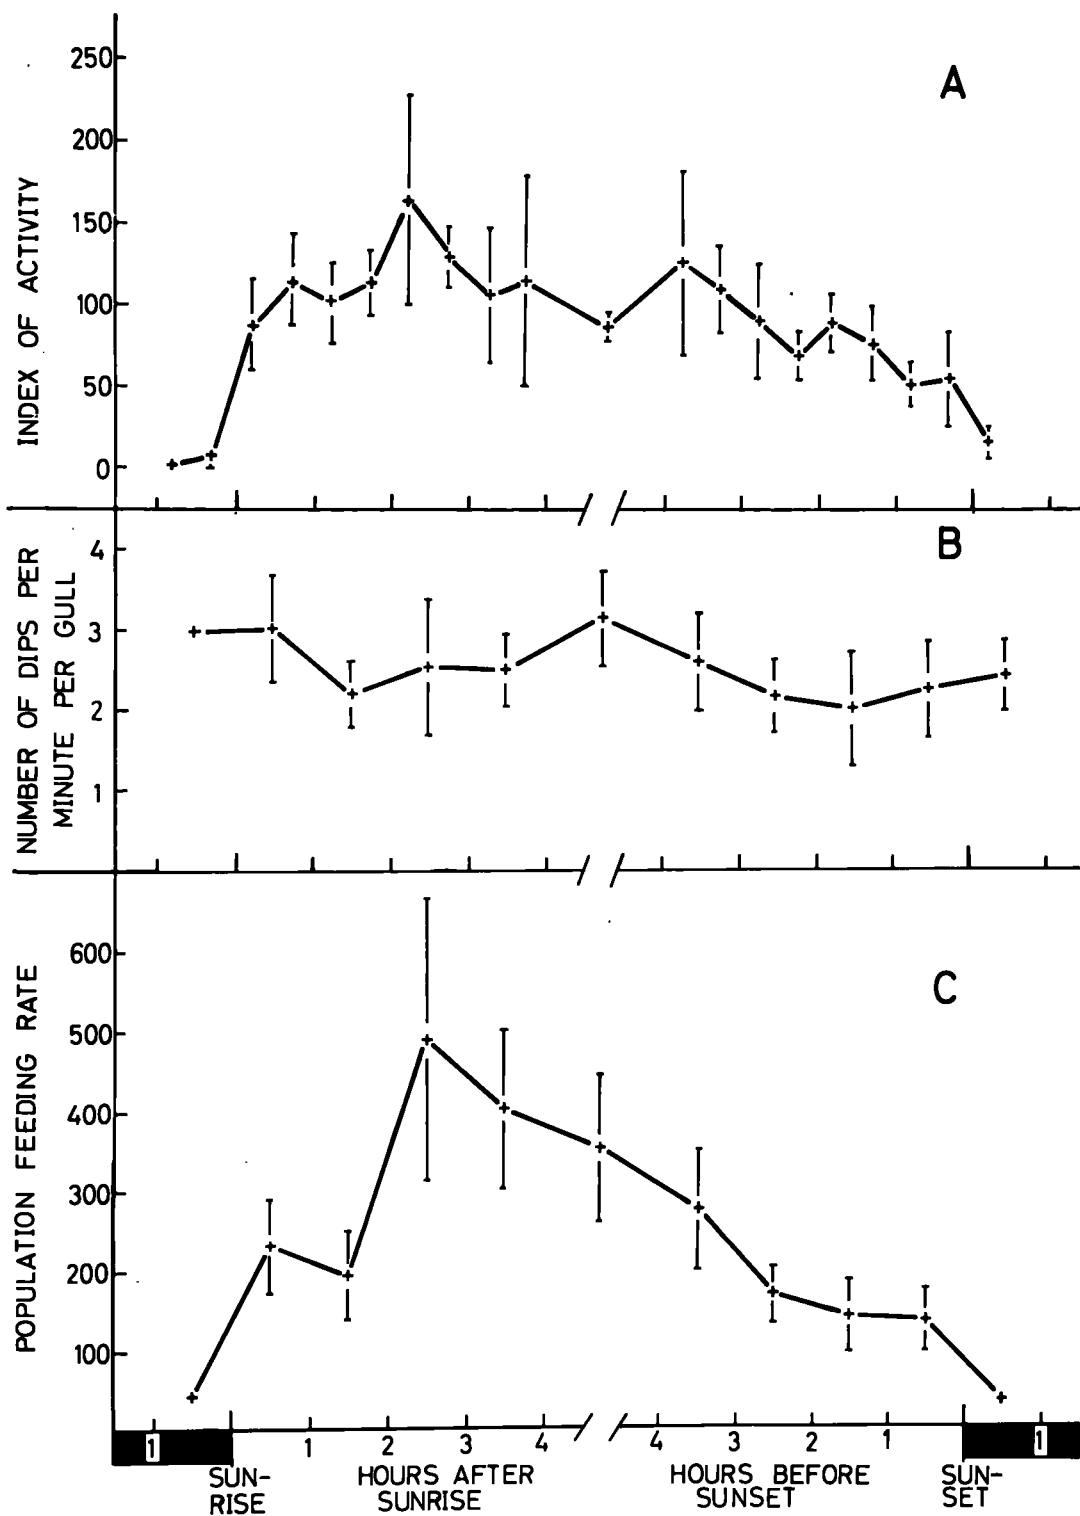 A
INDEX OF ACTIVITY
250
200
150
100
50
0
B
NUMBER OF DIPS PER
MINUTE PER GULL
4
3
2
1
C
POPULATION FEEDING RATE
600
500
400
300
200
100
1 1 2 3 4 4 3 2 1 1
SUN-
RISE
HOURS AFTER
SUNRISE
HOURS BEFORE
SUNSET
SUN-
SET